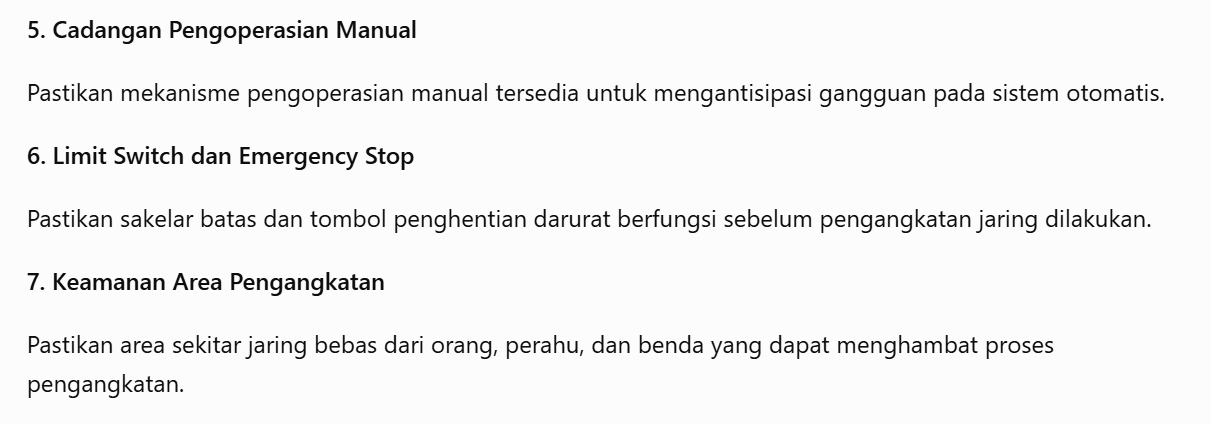 5. Cadangan Pengoperasian Manual
Pastikan mekanisme pengoperasian manual tersedia untuk mengantisipasi gangguan pada sistem otomatis.
6. Limit Switch dan Emergency Stop
Pastikan sakelar batas dan tombol penghentian darurat berfungsi sebelum pengangkatan jaring dilakukan.
7. Keamanan Area Pengangkatan
Pastikan area sekitar jaring bebas dari orang, perahu, dan benda yang dapat menghambat proses
pengangkatan.